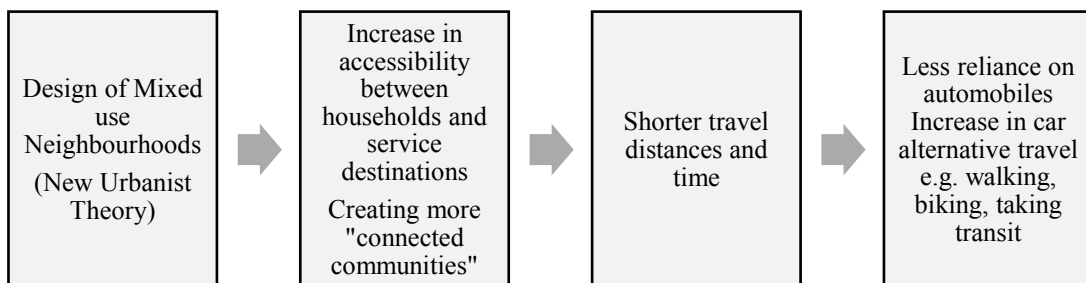 Design of Mixed
use
Neighbourhoods
(New Urbanist
Theory)
Increase in
accessibility
between
households and
service
destinations
Creating more
"connected
communities"
Shorter travel
distances and
time
Less reliance on
automobiles
Increase in car
alternative travel
e.g. walking,
biking, taking
transit